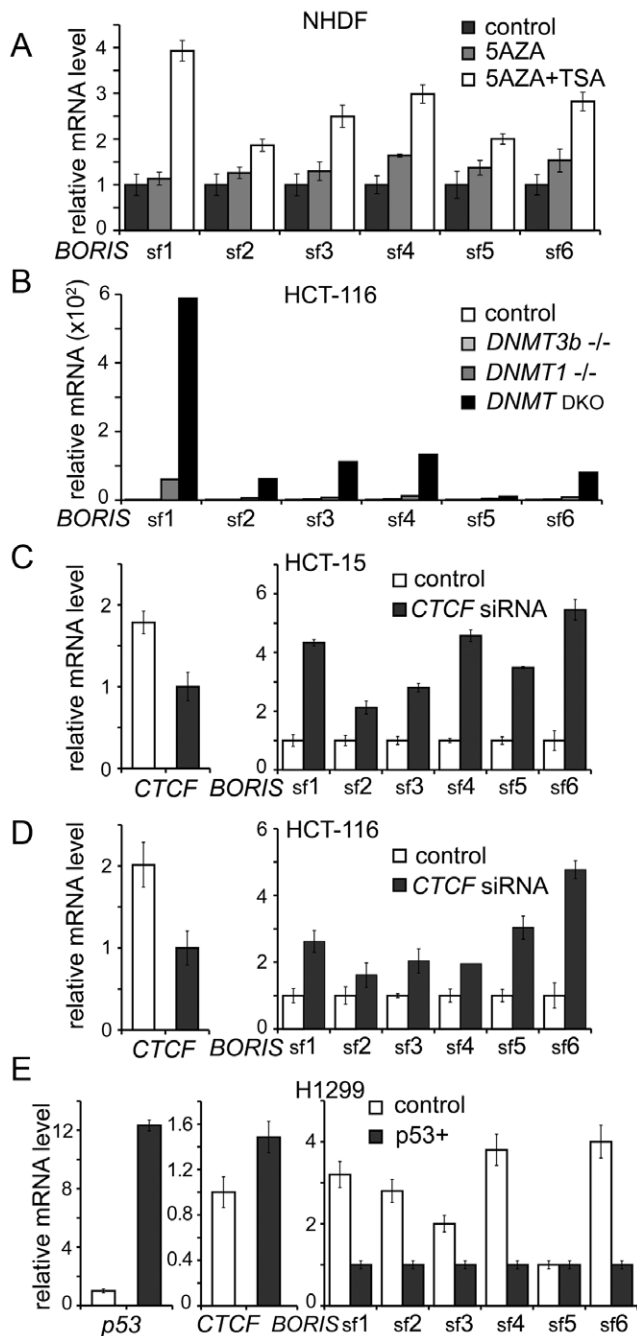 A
NHDF
control
5AZA
5AZA+TSA
relative mRNA level
4
3
2
1
0
BORIS sf1 sf2 sf3 sf4 sf5 sf6
B
HCT-116
control
DNMT3b -/-
DNMT1 -/-
DNMT DKO
relative mRNA (x10²)
6
4
2
0
BORIS sf1 sf2 sf3 sf4 sf5 sf6
C
HCT-15
control
CTCF siRNA
relative mRNA level
2
1
0
6
4
2
1
0
CTCF BORIS sf1 sf2 sf3 sf4 sf5 sf6
D
HCT-116
control
CTCF siRNA
relative mRNA level
2
1
0
6
4
2
1
0
CTCF BORIS sf1 sf2 sf3 sf4 sf5 sf6
E
H1299
control
p53+
relative mRNA level
12
9
6
3
0
1.6
1.2
0.8
0.4
0
4
2
1
0
p53 CTCF BORIS sf1 sf2 sf3 sf4 sf5 sf6